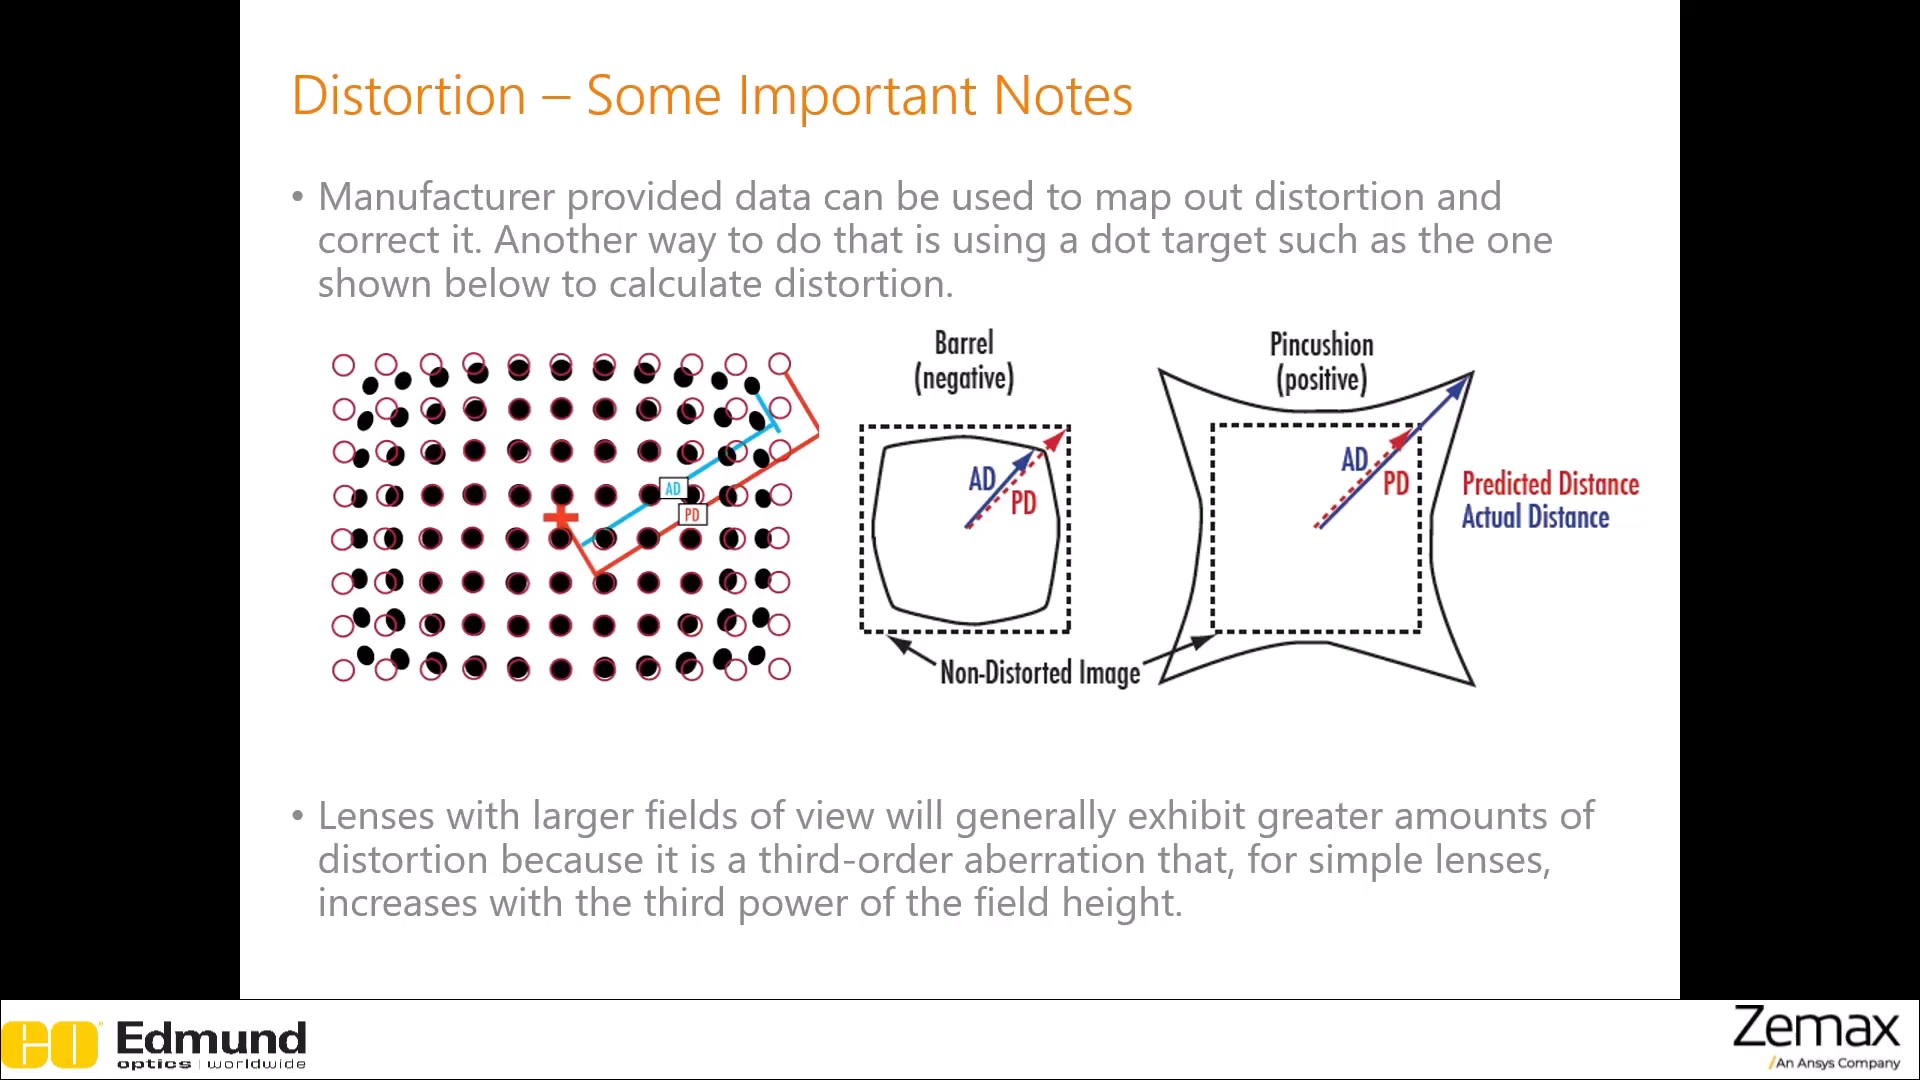 Distortion – Some Important Notes
• Manufacturer provided data can be used to map out distortion and
correct it. Another way to do that is using a dot target such as the one
shown below to calculate distortion.
AD
PD
Barrel
(negative)
AD
PD
Pincushion
(positive)
AD
PD
Predicted Distance
Actual Distance
Non-Distorted Image
• Lenses with larger fields of view will generally exhibit greater amounts of
distortion because it is a third-order aberration that, for simple lenses,
increases with the third power of the field height.
EO Edmund
optics | worldwide
Zemax
/An Ansys Company